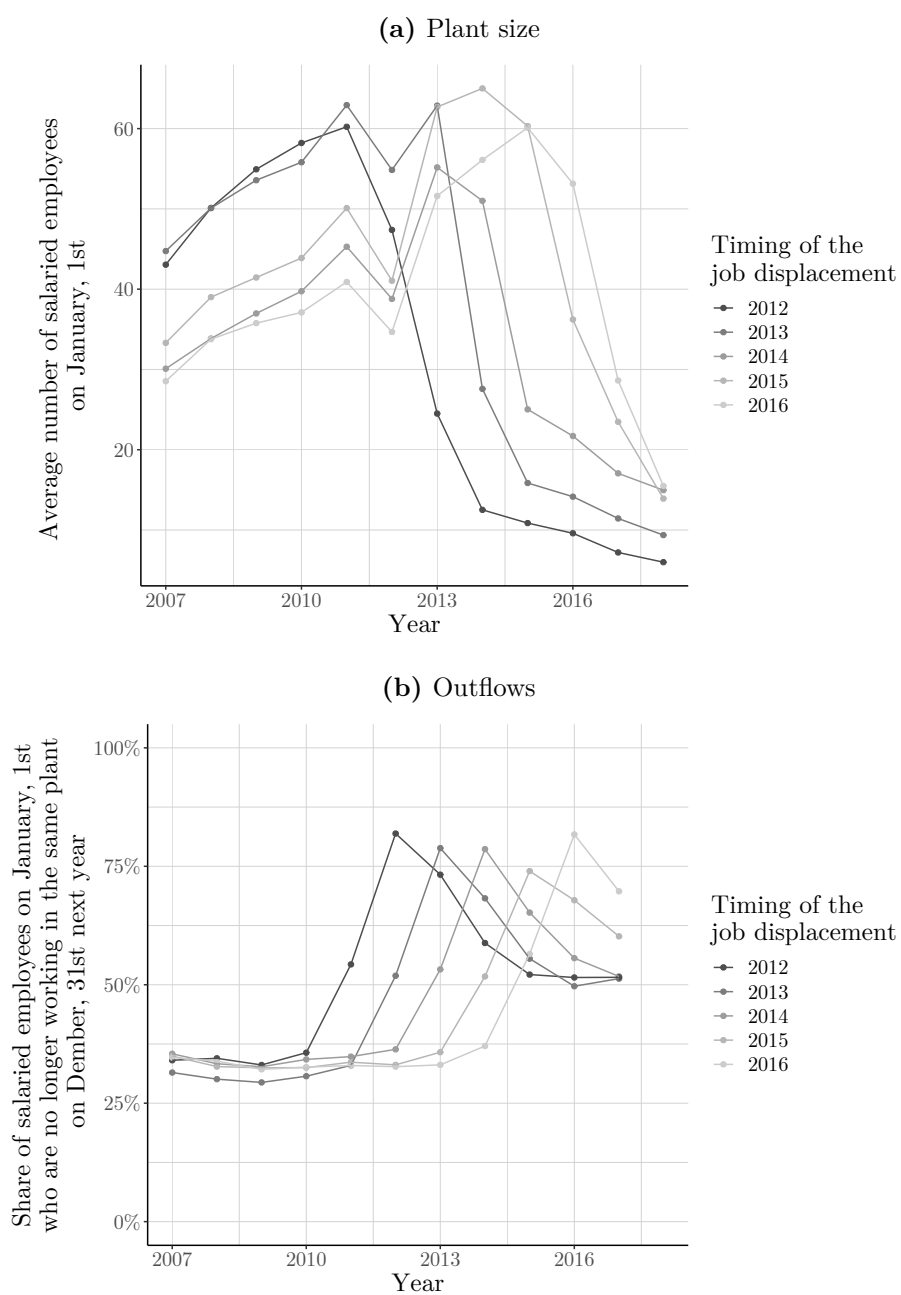 (a) Plant size
Average number of salaried employees
on January, 1st
60
40
20
2007 2010 2013 2016
Year
Timing of the
job displacement
2012
2013
2014
2015
2016
(b) Outflows
Share of salaried employees on January, 1st
who are no longer working in the same plant
on Dember, 31st next year
100%
75%
50%
25%
0%
2007 2010 2013 2016
Year
Timing of the
job displacement
2012
2013
2014
2015
2016